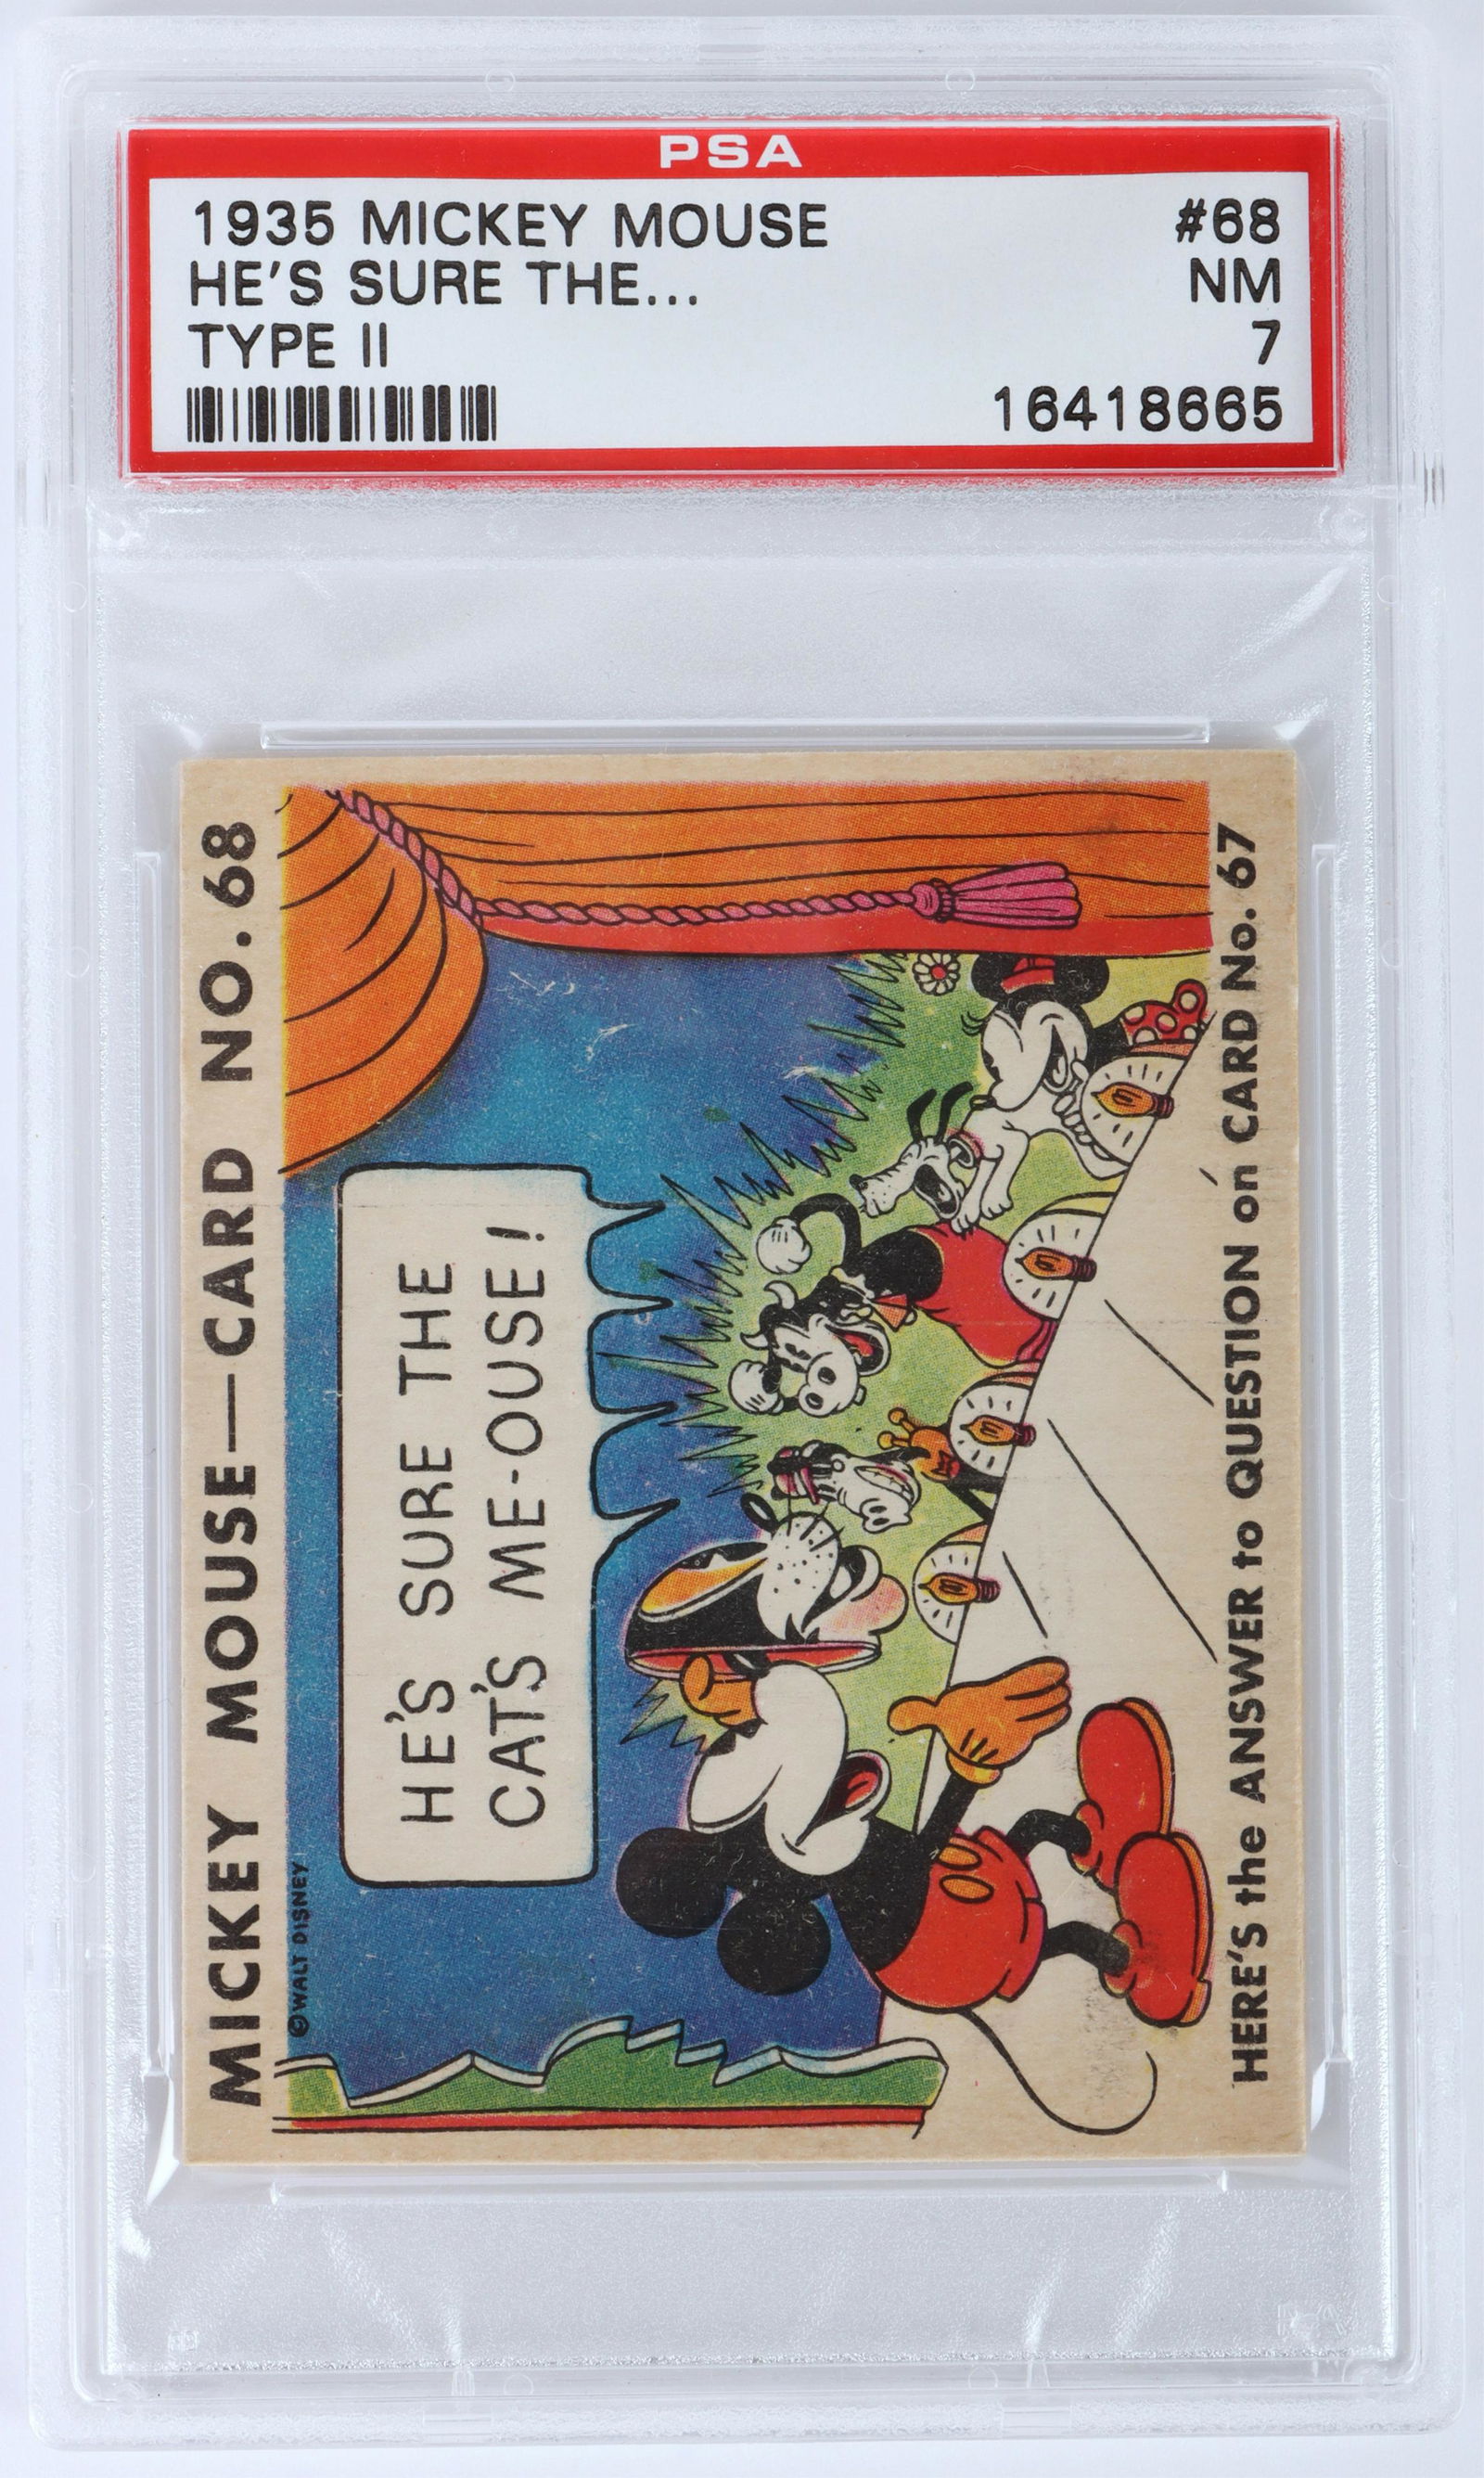 PSA
1935 MICKEY MOUSE #68
HE'S SURE THE... NM
TYPE II 7
16418665
MICKEY MOUSE—CARD NO. 68
© WALT DISNEY
HE'S SURE THE
CAT'S ME-OUSE!
HERE'S the ANSWER to QUESTION on CARD No. 67